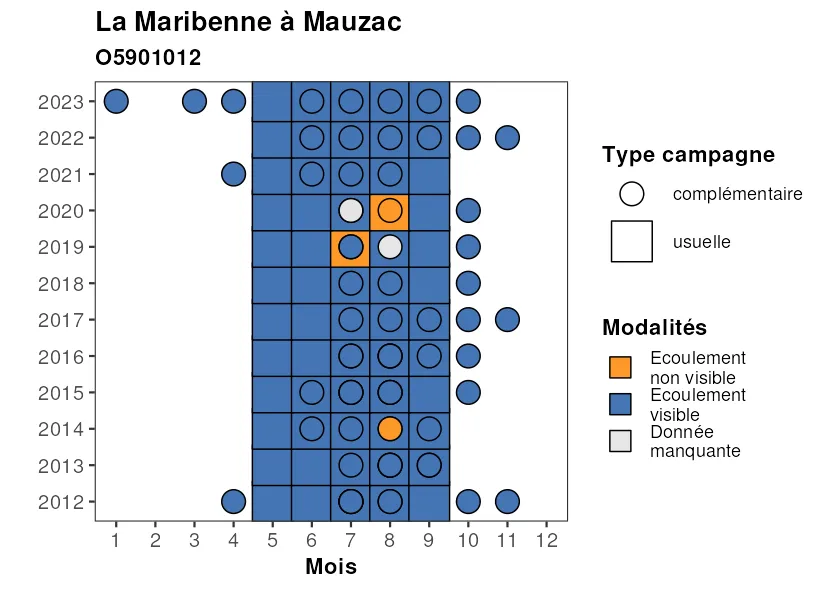 La Maribenne à Mauzac
O5901012
2023
2022
2021
2020
2019
2018
2017
2016
2015
2014
2013
2012
1 2 3 4 5 6 7 8 9 10 11 12
Mois
Type campagne
complémentaire
usuelle
Modalités
Ecoulement
non visible
Ecoulement
visible
Donnée
manquante